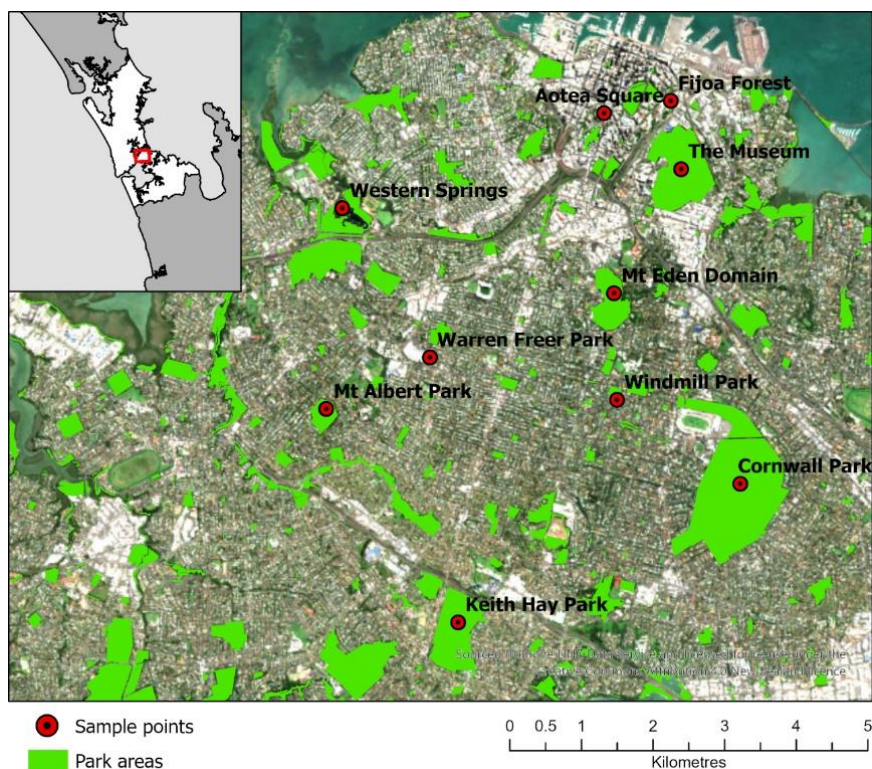 Fijoa Forest
Aotea Square
The Museum
Western Springs
Mt Eden Domain
Warren Freer Park
Windmill Park
Mt Albert Park
Cornwall Park
Keith Hay Park
Sample points
Park areas
0 0.5 1 2 3 4 5
Kilometres